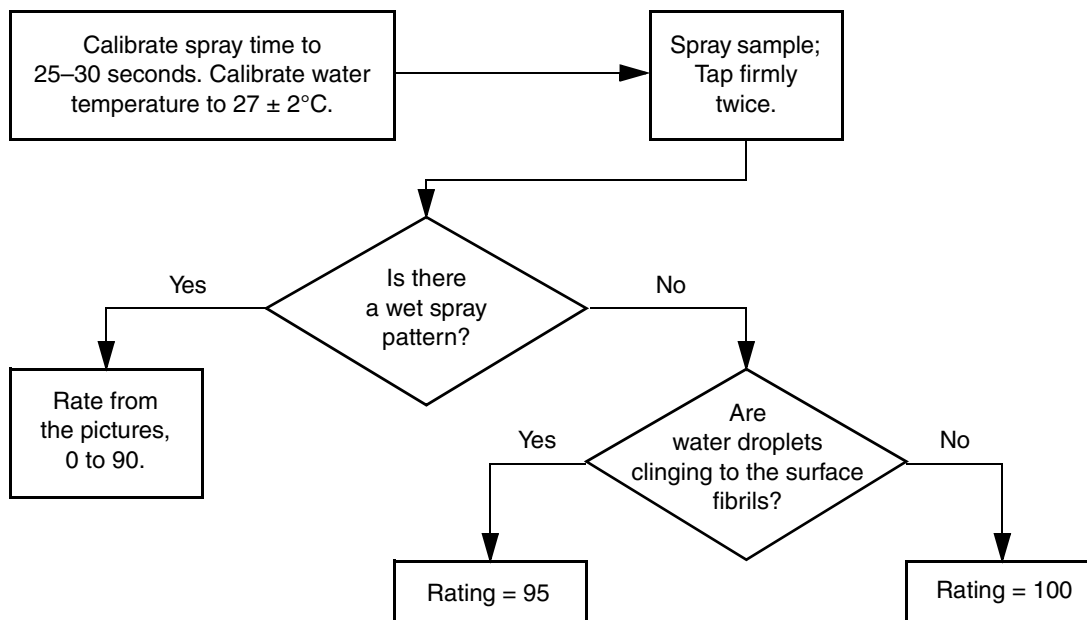 Calibrate spray time to
25–30 seconds. Calibrate water
temperature to 27 ± 2°C.
Spray sample;
Tap firmly
twice.
Is there
a wet spray
pattern?
Yes
No
Rate from
the pictures,
0 to 90.
Are
water droplets
clinging to the surface
fibrils?
Yes
No
Rating = 95
Rating = 100